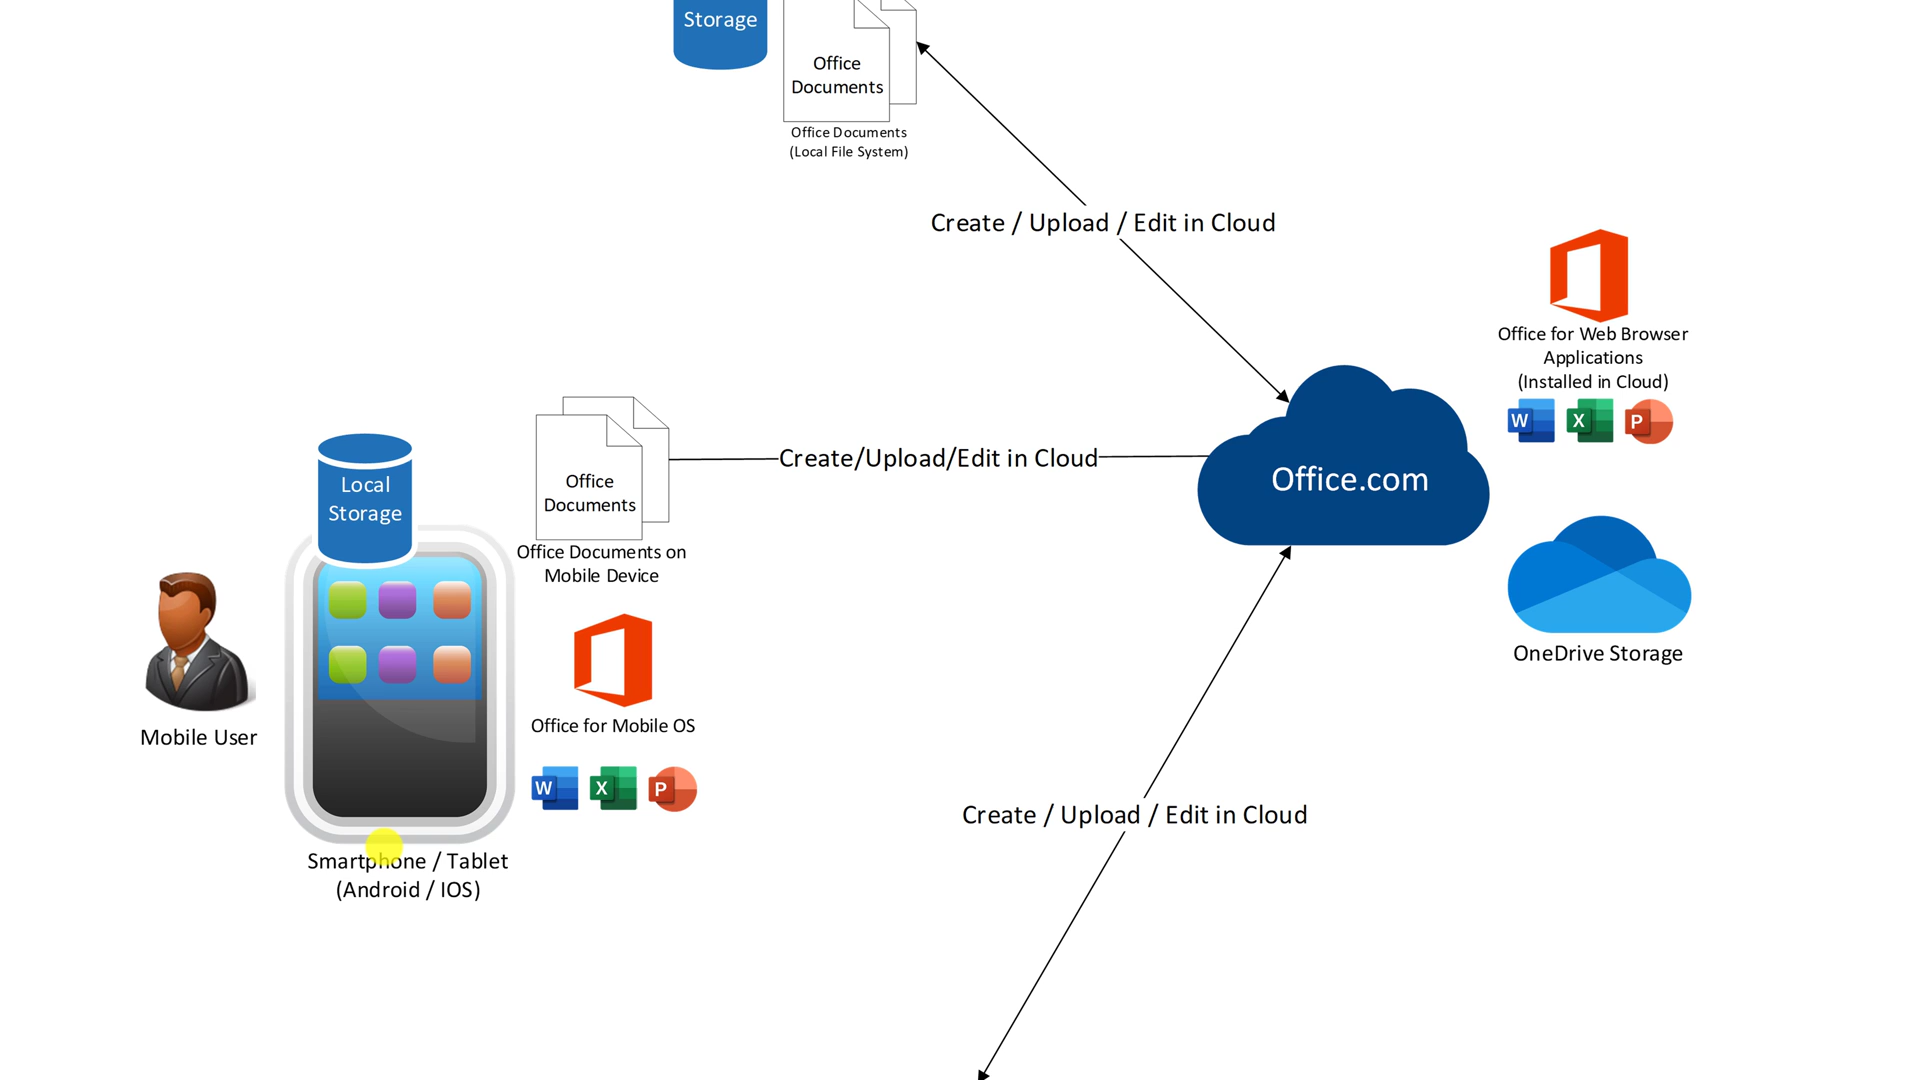 Storage
Office
Documents
Office Documents
(Local File System)
Create / Upload / Edit in Cloud
Office for Web Browser
Applications
(Installed in Cloud)
W X P
Office.com
OneDrive Storage
Create/Upload/Edit in Cloud
Office
Documents
Office Documents on
Mobile Device
Local
Storage
Office for Mobile OS
W X P
Mobile User
Smartphone / Tablet
(Android / IOS)
Create / Upload / Edit in Cloud